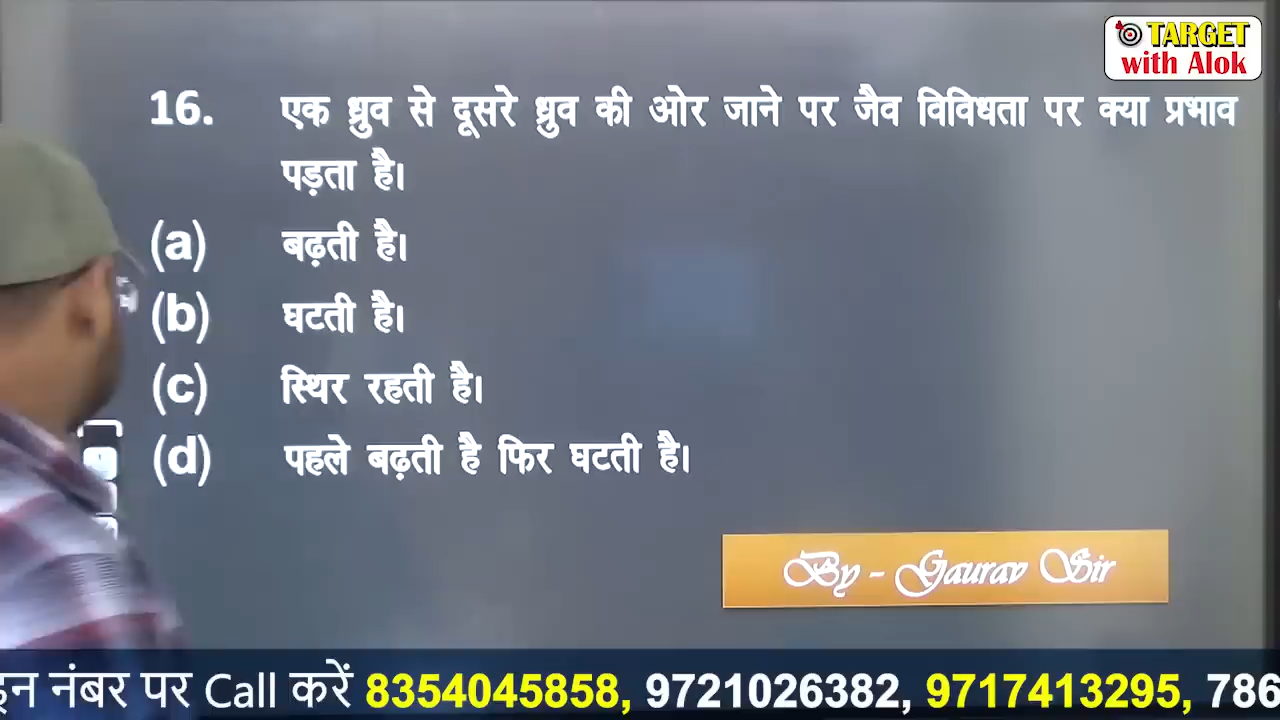 TARGET
with Alok
16. एक ध्रुव से दूसरे ध्रुव की ओर जाने पर जैव विविधता पर क्या प्रभाव
पड़ता है।
(a) बढ़ती है।
(b) घटती है।
(c) स्थिर रहती है।
(d) पहले बढ़ती है फिर घटती है।
By - Gaurav Sir
इन नंबर पर Call करें 8354045858, 9721026382, 9717413295, 786